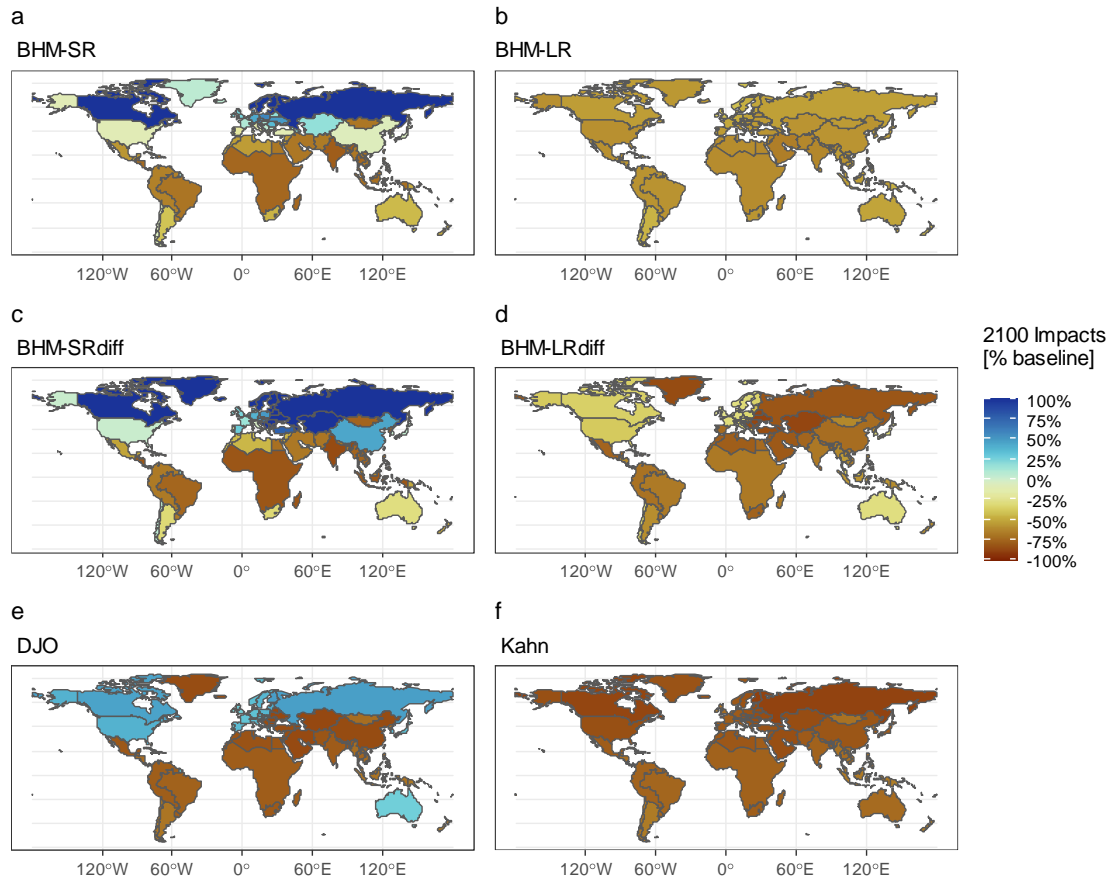 a
BHM-SR
120°W 60°W 0° 60°E 120°E
b
BHM-LR
120°W 60°W 0° 60°E 120°E
c
BHM-SRdiff
120°W 60°W 0° 60°E 120°E
d
BHM-LRdiff
120°W 60°W 0° 60°E 120°E
2100 Impacts
[% baseline]
100%
75%
50%
25%
0%
-25%
-50%
-75%
-100%
e
DJO
120°W 60°W 0° 60°E 120°E
f
Kahn
120°W 60°W 0° 60°E 120°E